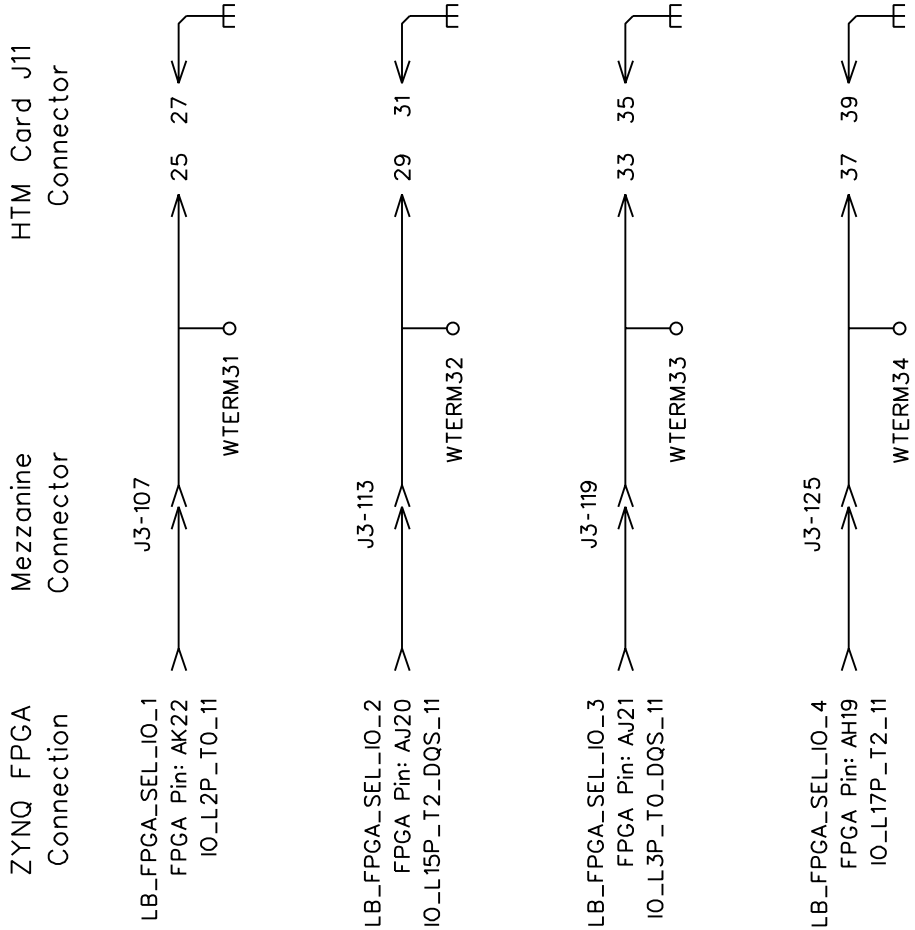 ZYNQ FPGA
Connection
Mezzanine
Connector
HTM Card J11
Connector
LB_FPGA_SEL_IO_1
FPGA Pin: AK22
IO_L2P_T0_11
J3-107
WTERM31
25
27
LB_FPGA_SEL_IO_2
FPGA Pin: AJ20
IO_L15P_T2_DQS_11
J3-113
WTERM32
29
31
LB_FPGA_SEL_IO_3
FPGA Pin: AJ21
IO_L3P_T0_DQS_11
J3-119
WTERM33
33
35
LB_FPGA_SEL_IO_4
FPGA Pin: AH19
IO_L17P_T2_11
J3-125
WTERM34
37
39